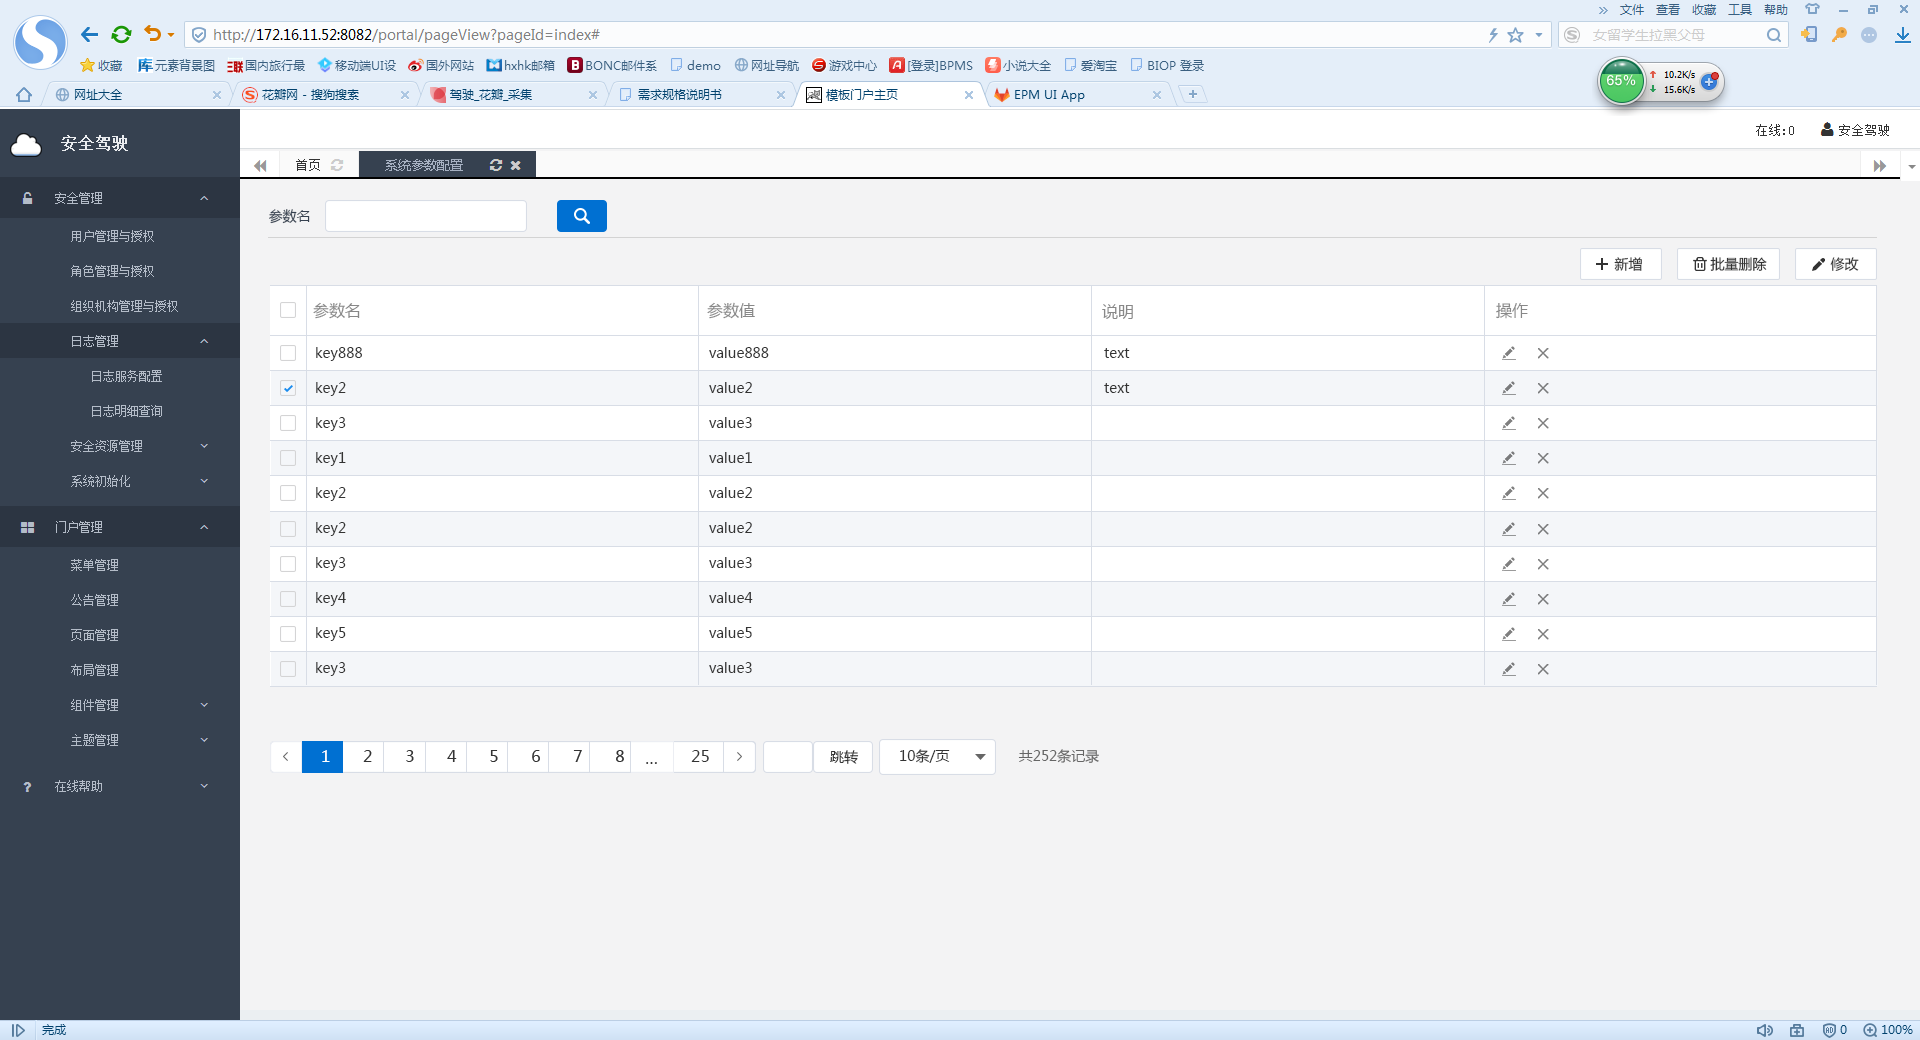 » 文件 查看 收藏 工具 帮助
http://172.16.11.52:8082/portal/pageView?pageId=index#
女留学生拉黑父母
收藏 元素背景图 国内旅行最 移动端UI设 国外网站 hxhk邮箱 BONC邮件系 demo 网址导航 游戏中心 [登录]BPMS 小说大全 爱淘宝 BIOP 登录
65% 10.2K/s
15.6K/s
网址大全 花瓣网 - 搜狗搜索 驾驶_花瓣_采集 需求规格说明书 模板门户主页 EPM UI App
安全驾驶
在线:0 安全驾驶
首页 系统参数配置
安全管理
用户管理与授权
角色管理与授权
组织机构管理与授权
日志管理
日志服务配置
日志明细查询
安全资源管理
系统初始化
门户管理
菜单管理
公告管理
页面管理
布局管理
组件管理
主题管理
在线帮助
参数名
新增 批量删除 修改
参数名 参数值 说明 操作
key888 value888 text
key2 value2 text
key3 value3
key1 value1
key2 value2
key2 value2
key3 value3
key4 value4
key5 value5
key3 value3
1 2 3 4 5 6 7 8 ... 25 跳转 10条/页 共252条记录
完成
0 100%